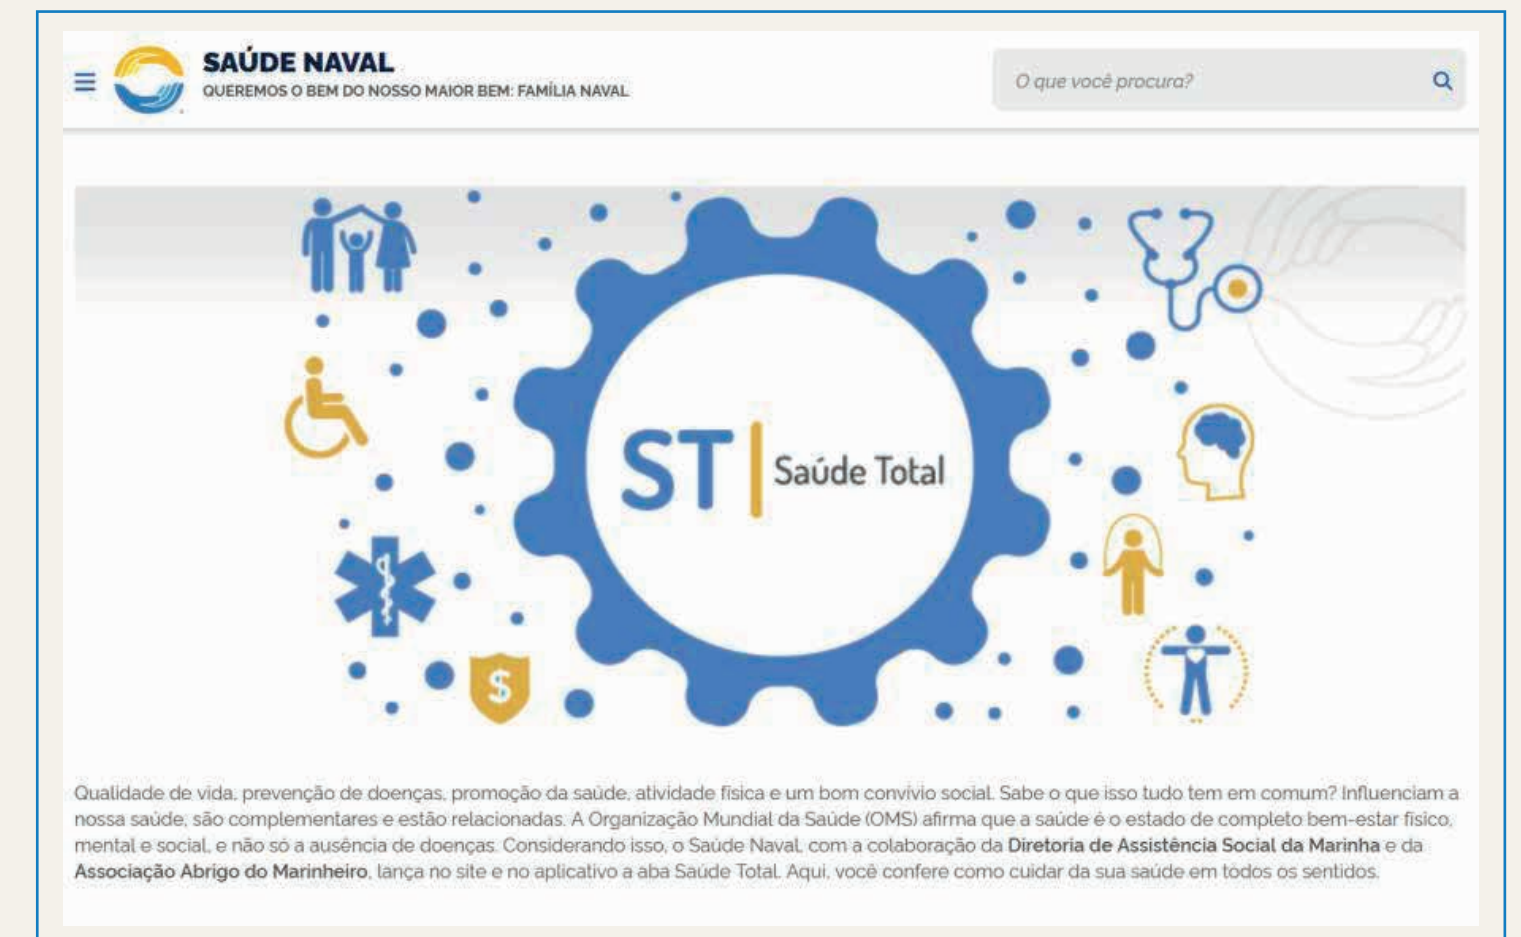 SAÚDE NAVAL
QUEREMOS O BEM DO NOSSO MAIOR BEM: FAMÍLIA NAVAL
O que você procura?
ST
Saúde Total
$
Qualidade de vida, prevenção de doenças, promoção da saúde, atividade física e um bom convívio social. Sabe o que isso tudo tem em comum? Influenciam a
nossa saúde, são complementares e estão relacionadas. A Organização Mundial da Saúde (OMS) afirma que a saúde é o estado de completo bem-estar físico,
mental e social, e não só a ausência de doenças. Considerando isso, o Saúde Naval, com a colaboração da Diretoria de Assistência Social da Marinha e da
Associação Abrigo do Marinheiro, lança no site e no aplicativo a aba Saúde Total. Aqui, você confere como cuidar da sua saúde em todos os sentidos.